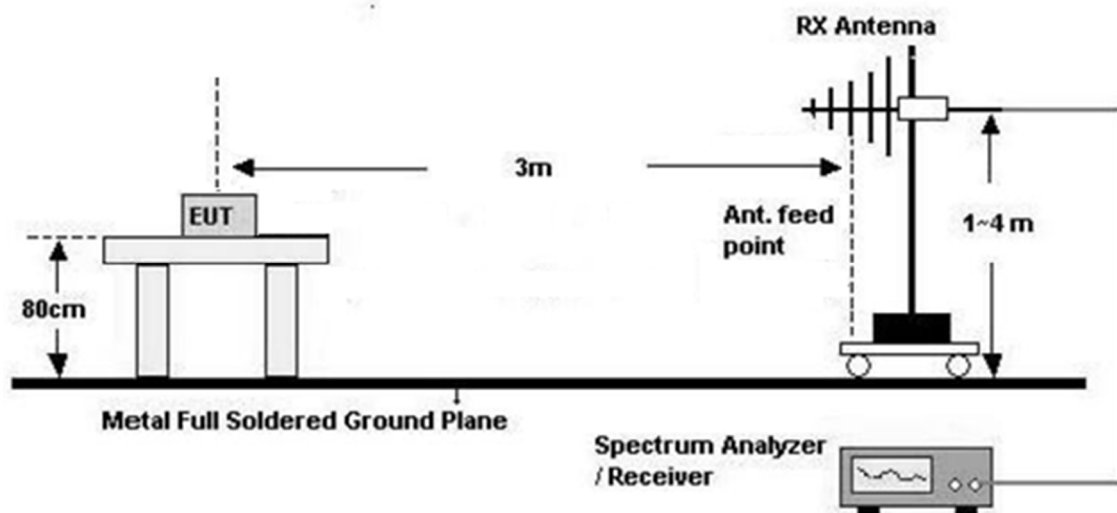 RX Antenna
3m
EUT
Ant. feed
point
1~4 m
80cm
Metal Full Soldered Ground Plane
Spectrum Analyzer
/ Receiver